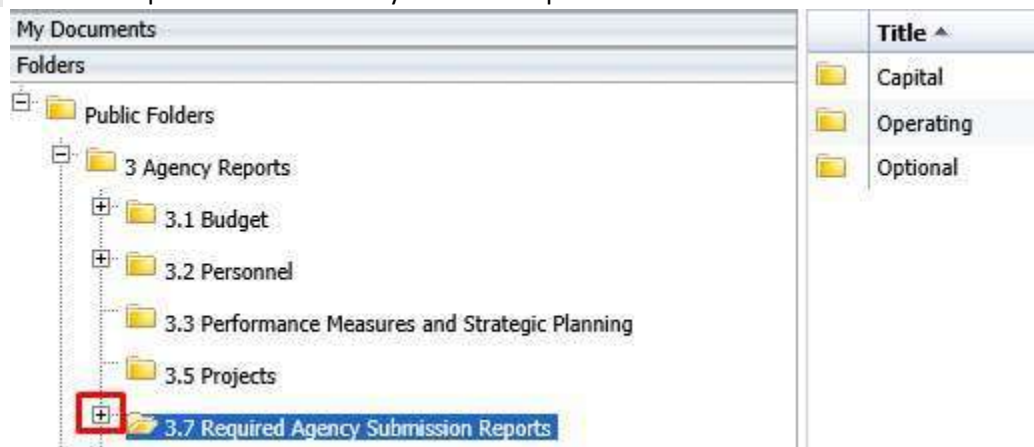 My Documents
Folders
Public Folders
3 Agency Reports
3.1 Budget
3.2 Personnel
3.3 Performance Measures and Strategic Planning
3.5 Projects
3.7 Required Agency Submission Reports
Title
Capital
Operating
Optional